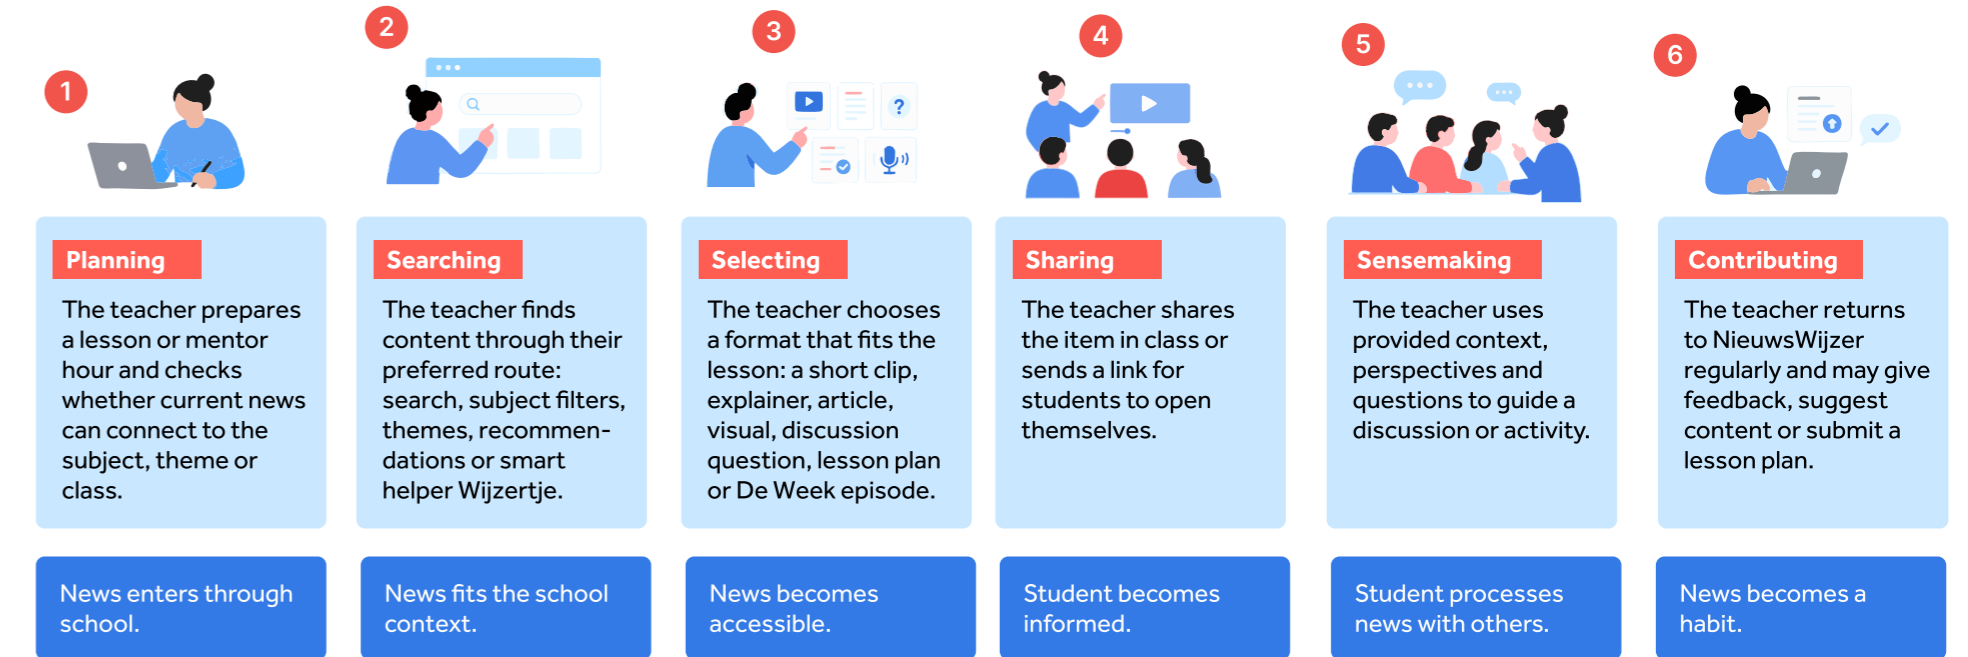 1
2
3
4
5
6
?
Planning
The teacher prepares
a lesson or mentor
hour and checks
whether current news
can connect to the
subject, theme or
class.
Searching
The teacher finds
content through their
preferred route:
search, subject filters,
themes, recommen-
dations or smart
helper Wijzertje.
Selecting
The teacher chooses
a format that fits the
lesson: a short clip,
explainer, article,
visual, discussion
question, lesson plan
or De Week episode.
Sharing
The teacher shares
the item in class or
sends a link for
students to open
themselves.
Sensemaking
The teacher uses
provided context,
perspectives and
questions to guide a
discussion or activity.
Contributing
The teacher returns
to NieuwsWijzer
regularly and may give
feedback, suggest
content or submit a
lesson plan.
News enters through
school.
News fits the school
context.
News becomes
accessible.
Student becomes
informed.
Student processes
news with others.
News becomes a
habit.